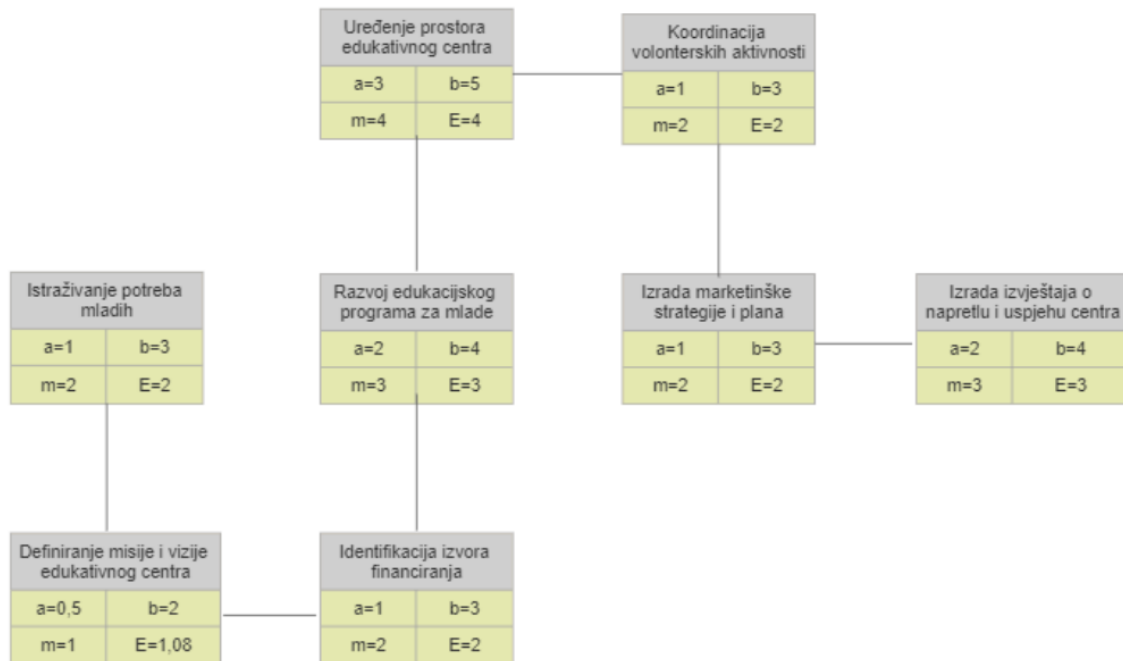 Uređenje prostora
edukativnog centra
a=3 b=5
m=4 E=4
Koordinacija
volonterskih aktivnosti
a=1 b=3
m=2 E=2
Istraživanje potreba
mladih
a=1 b=3
m=2 E=2
Razvoj edukacijskog
programa za mlade
a=2 b=4
m=3 E=3
Izrada marketinške
strategije i plana
a=1 b=3
m=2 E=2
Izrada izvještaja o
napretlu i uspjehu centra
a=2 b=4
m=3 E=3
Definiranje misije i vizije
edukativnog centra
a=0,5 b=2
m=1 E=1,08
Identifikacija izvora
financiranja
a=1 b=3
m=2 E=2